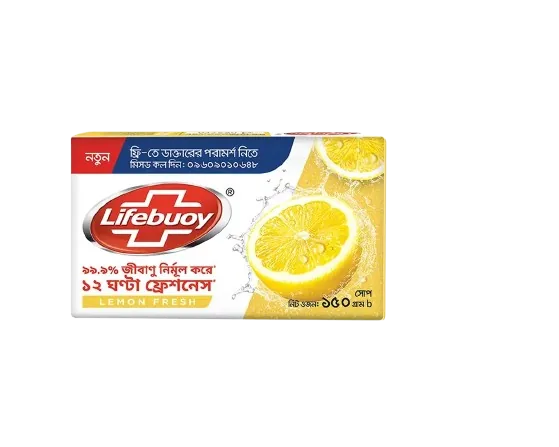 নতুন
ফ্রি-তে ডাক্তারের পরামর্শ নিতে
মিসড কল দিন: ০৯৬০৯০১০৬৪৮
Lifebuoy®
৯৯.৯% জীবাণু নির্মূল করে*
১২ ঘণ্টা ফ্রেশনেস*
LEMON FRESH
সোপ
নিট ওজন: ১৫০ গ্রাম b